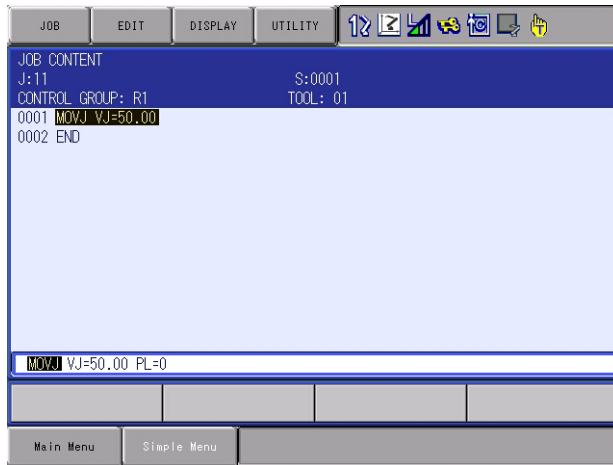 JOB EDIT DISPLAY UTILITY
JOB CONTENT
J:11 S:0001
CONTROL GROUP: R1 TOOL: 01
0001 MOVJ VJ=50.00
0002 END
MOVJ VJ=50.00 PL=0
Main Menu Simple Menu